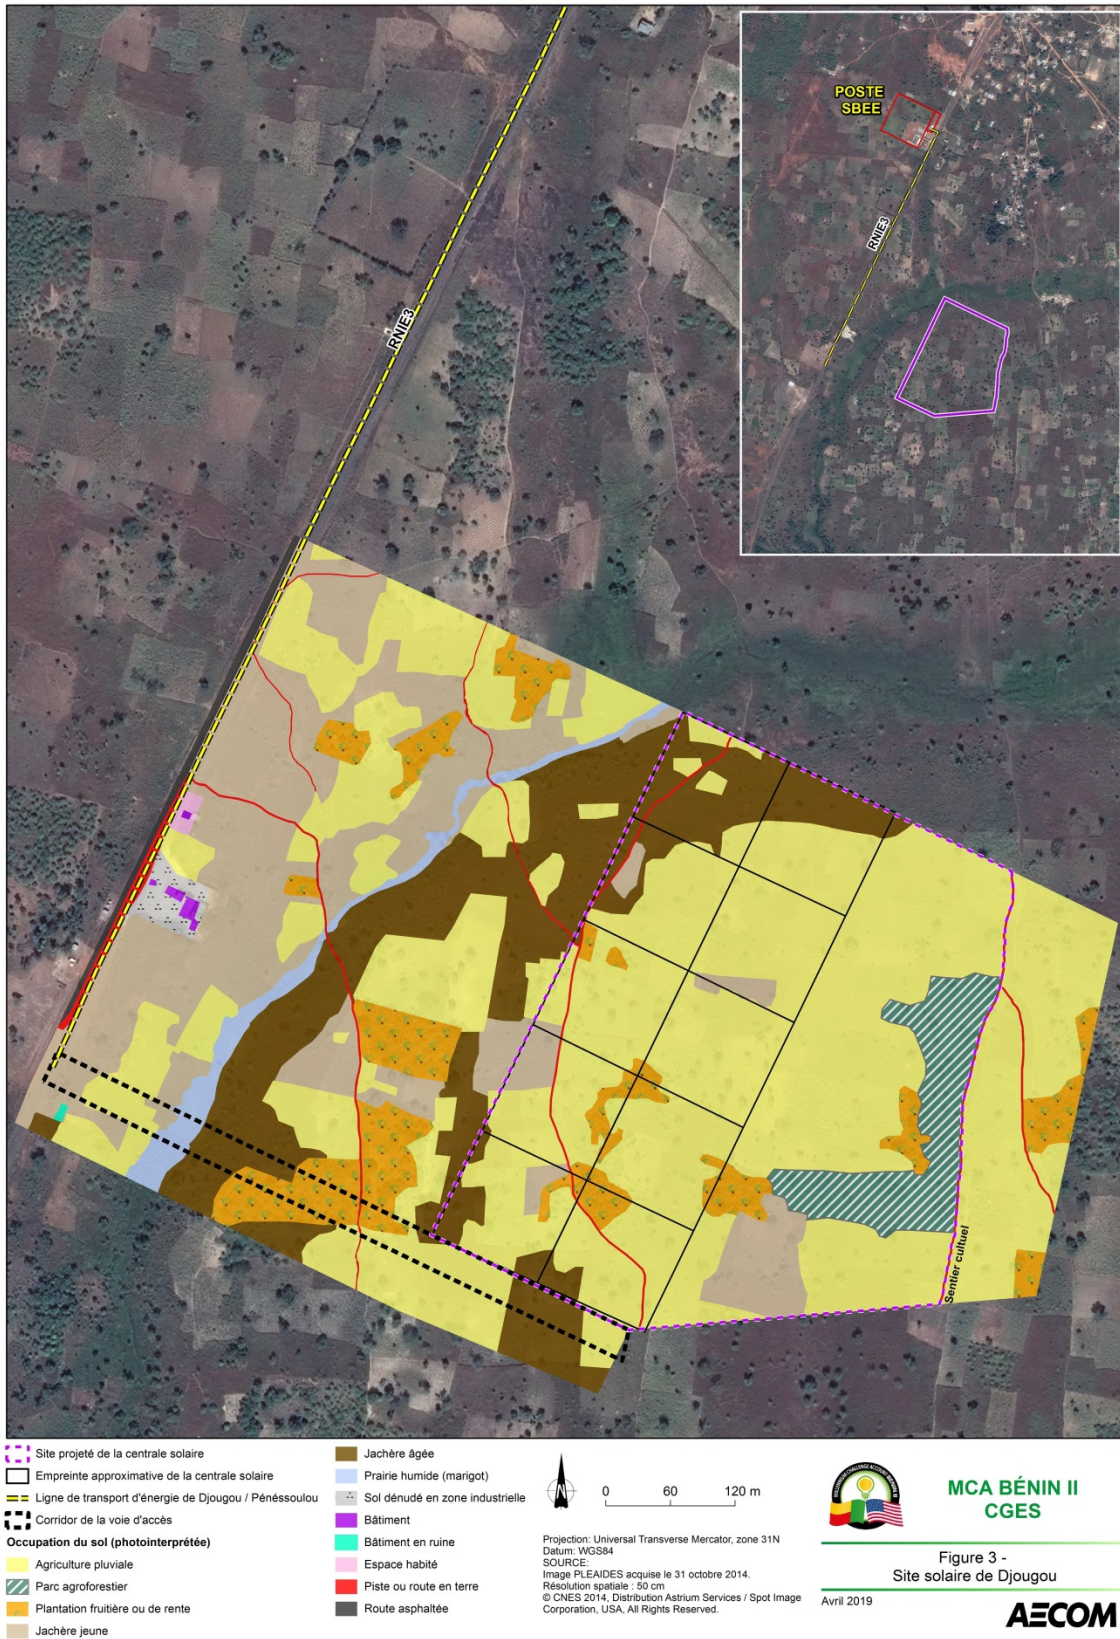 POSTE
SBEE
RNIE3
RNIE3
Sentier cultuel
Site projeté de la centrale solaire
Empreinte approximative de la centrale solaire
Ligne de transport d'énergie de Djougou / Pénéssoulou
Corridor de la voie d'accès
Occupation du sol (photointerprétée)
Agriculture pluviale
Parc agroforestier
Plantation fruitière ou de rente
Jachère jeune
Jachère âgée
Prairie humide (marigot)
Sol dénudé en zone industrielle
Bâtiment
Bâtiment en ruine
Espace habité
Piste ou route en terre
Route asphaltée
N
0 60 120 m
Projection: Universal Transverse Mercator, zone 31N
Datum: WGS84
SOURCE:
Image PLEAIDES acquise le 31 octobre 2014.
Résolution spatiale : 50 cm
© CNES 2014, Distribution Astrium Services / Spot Image
Corporation, USA, All Rights Reserved.
MILLENNIUM CHALLENGE ACCOUNT BÉNIN II
MCA BÉNIN II
CGES
Figure 3 -
Site solaire de Djougou
Avril 2019
AECOM